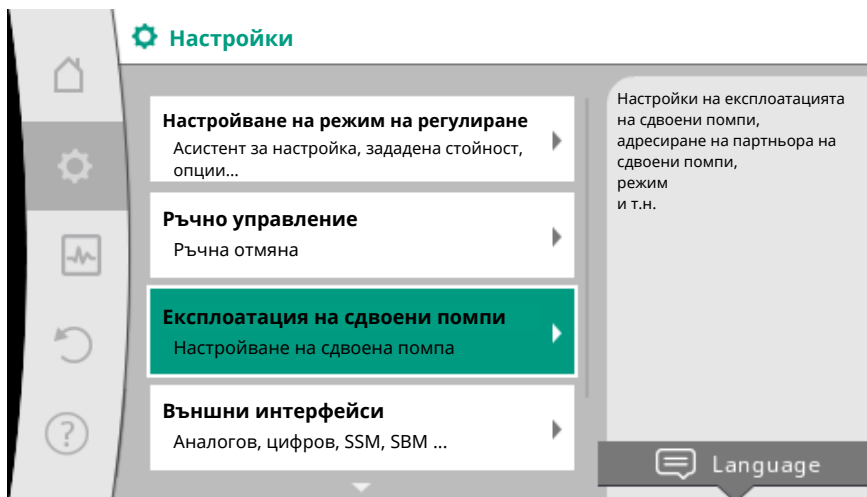 Настройки
Настройване на режим на регулиране
Асистент за настройка, зададена стойност,
опции...
Ръчно управление
Ръчна отмяна
Експлоатация на сдвоени помпи
Настройване на сдвоена помпа
Външни интерфейси
Аналогов, цифров, SSM, SBM ...
Настройки на експлоатацията
на сдвоени помпи,
адресиране на партньора на
сдвоени помпи,
режим
и т.н.
Language